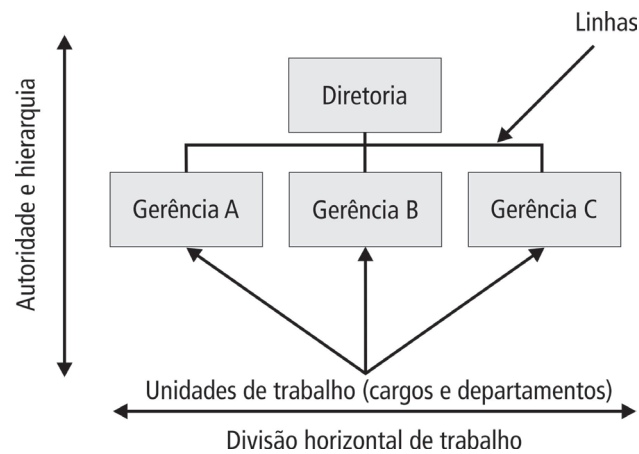 Linhas
Autoridade e hierarquia
Diretoria
Gerência A
Gerência B
Gerência C
Unidades de trabalho (cargos e departamentos)
Divisão horizontal de trabalho